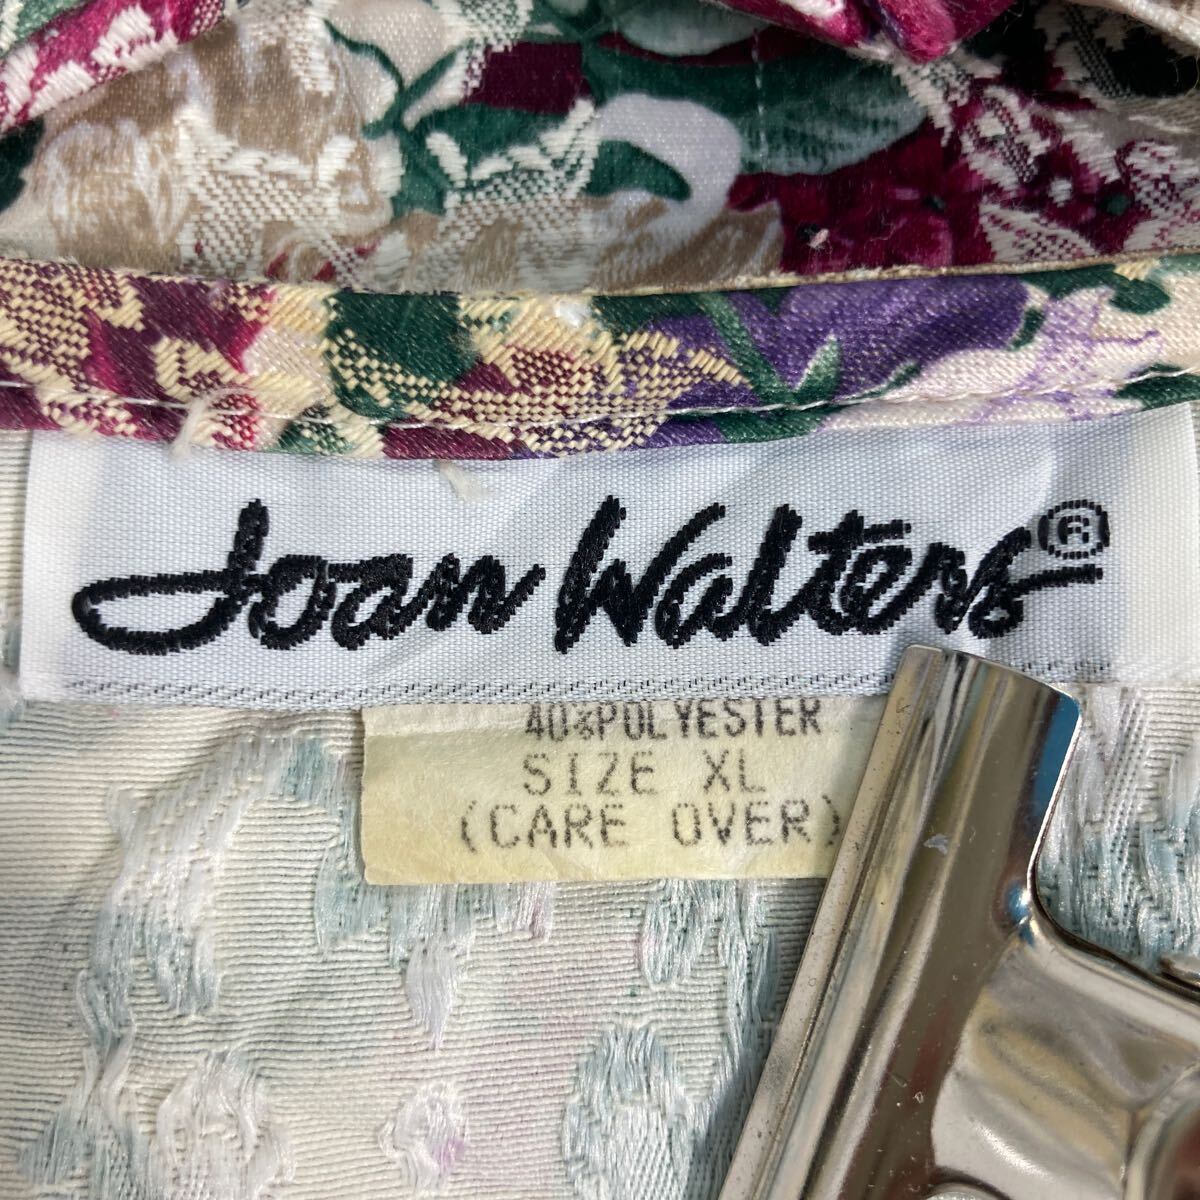 Joan Walters®
40%POLYESTER
SIZE XL
(CARE OVER)